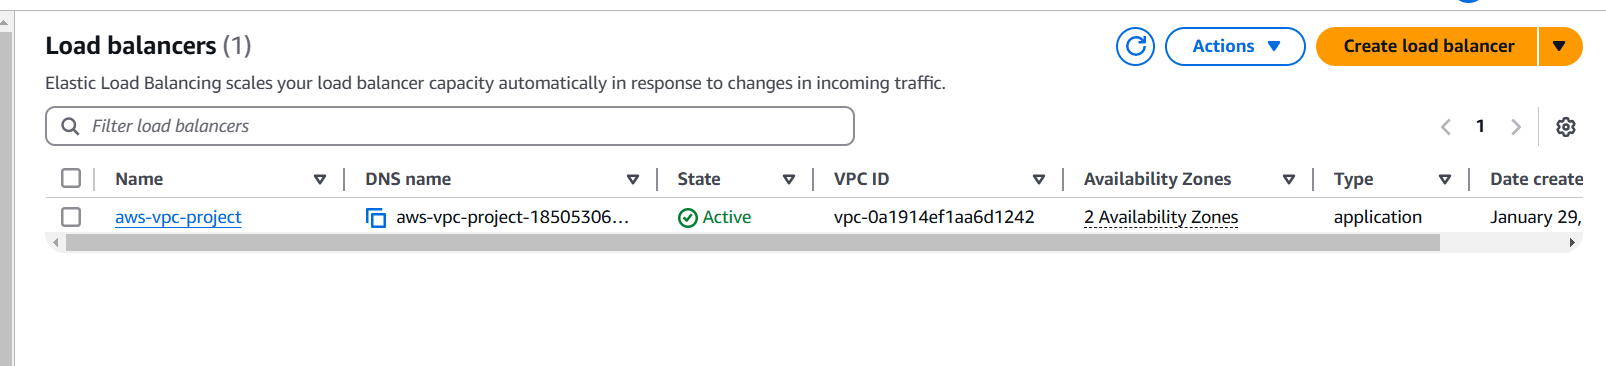 Load balancers (1)
Actions
Create load balancer
Elastic Load Balancing scales your load balancer capacity automatically in response to changes in incoming traffic.
Filter load balancers
1
Name DNS name State VPC ID Availability Zones Type Date create
aws-vpc-project aws-vpc-project-18505306... Active vpc-0a1914ef1aa6d1242 2 Availability Zones application January 29,